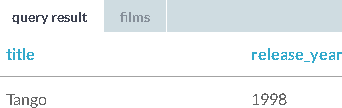 query result films
title release_year
Tango 1998